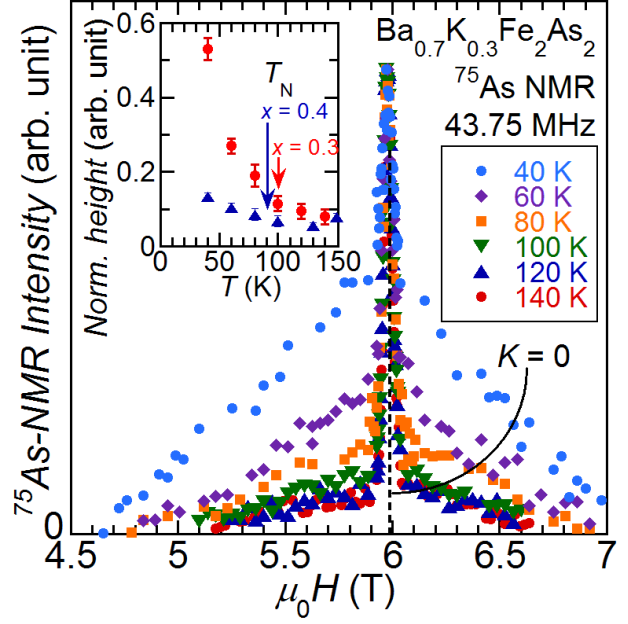 Ba0.7K0.3Fe2As2
75As NMR
43.75 MHz
40 K
60 K
80 K
100 K
120 K
140 K
K = 0
75As-NMR Intensity (arb. unit)
0
4.5 5 5.5 6 6.5 7
μ0H (T)
Norm. height (arb. unit)
0.6
0.4
0.2
0
0 50 100 150
T (K)
TN
x = 0.4
x = 0.3